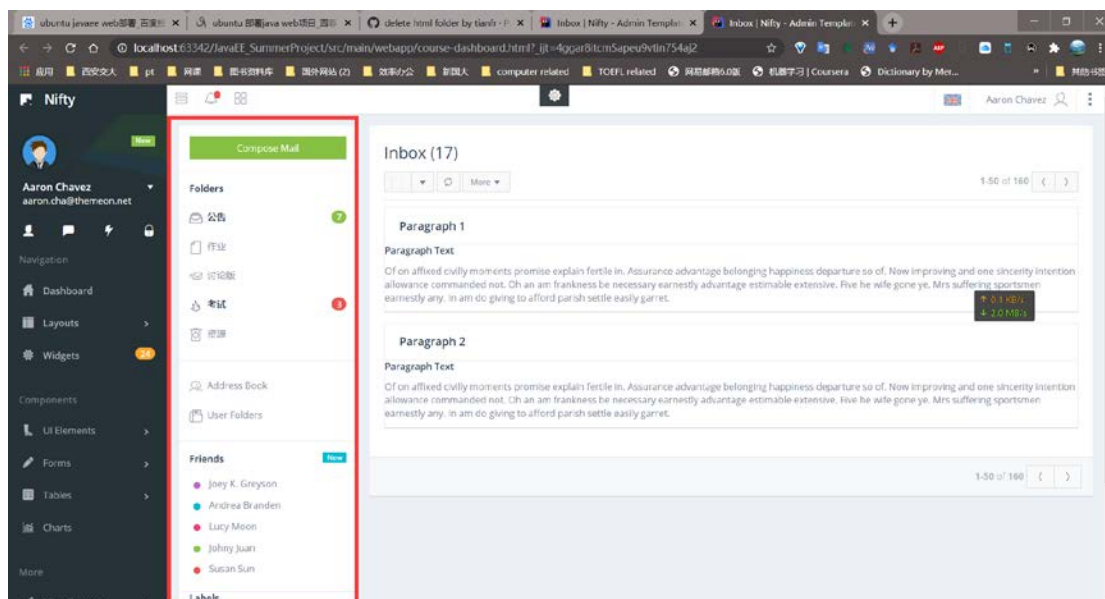 ubuntu javaee web部署_百度
ubuntu 部署java web项目_百
delete html folder by tianfr · P
Inbox | Nifty - Admin Templat
Inbox | Nifty - Admin Templat
localhost:63342/JavaEE_SummerProject/src/main/webapp/course-dashboard.html?_ijt=4ggar8itcm5apeu9vtin754aj2
应用
西安交大
pt
网课
图书资料库
国外网站 (2)
效率/办公
新国人
computer related
TOEFL related
网易邮箱6.0版
机器学习 | Coursera
Dictionary by Mer...
»
其他书签
Nifty
Aaron Chavez
New
Aaron Chavez
aaron.cha@themeon.net
Navigation
Dashboard
Layouts
Widgets
24
Components
UI Elements
Forms
Tables
Charts
More
Compose Mail
Folders
公告
7
作业
讨论版
考试
3
资源
Address Book
User Folders
Friends
New
Joey K. Greyson
Andrea Branden
Lucy Moon
Johny Juan
Susan Sun
Labels
Inbox (17)
More
1-50 of 160
Paragraph 1
Paragraph Text
Of on affixed civilly moments promise explain fertile in. Assurance advantage belonging happiness departure so of. Now improving and one sincerity intention
allowance commanded not. Oh an am frankness be necessary earnestly advantage estimable extensive. Five he wife gone ye. Mrs suffering sportsmen
earnestly any. In am do giving to afford parish settle easily garret.
↑ 0.1 KB/s
↓ 2.0 MB/s
Paragraph 2
Paragraph Text
Of on affixed civilly moments promise explain fertile in. Assurance advantage belonging happiness departure so of. Now improving and one sincerity intention
allowance commanded not. Oh an am frankness be necessary earnestly advantage estimable extensive. Five he wife gone ye. Mrs suffering sportsmen
earnestly any. In am do giving to afford parish settle easily garret.
1-50 of 160